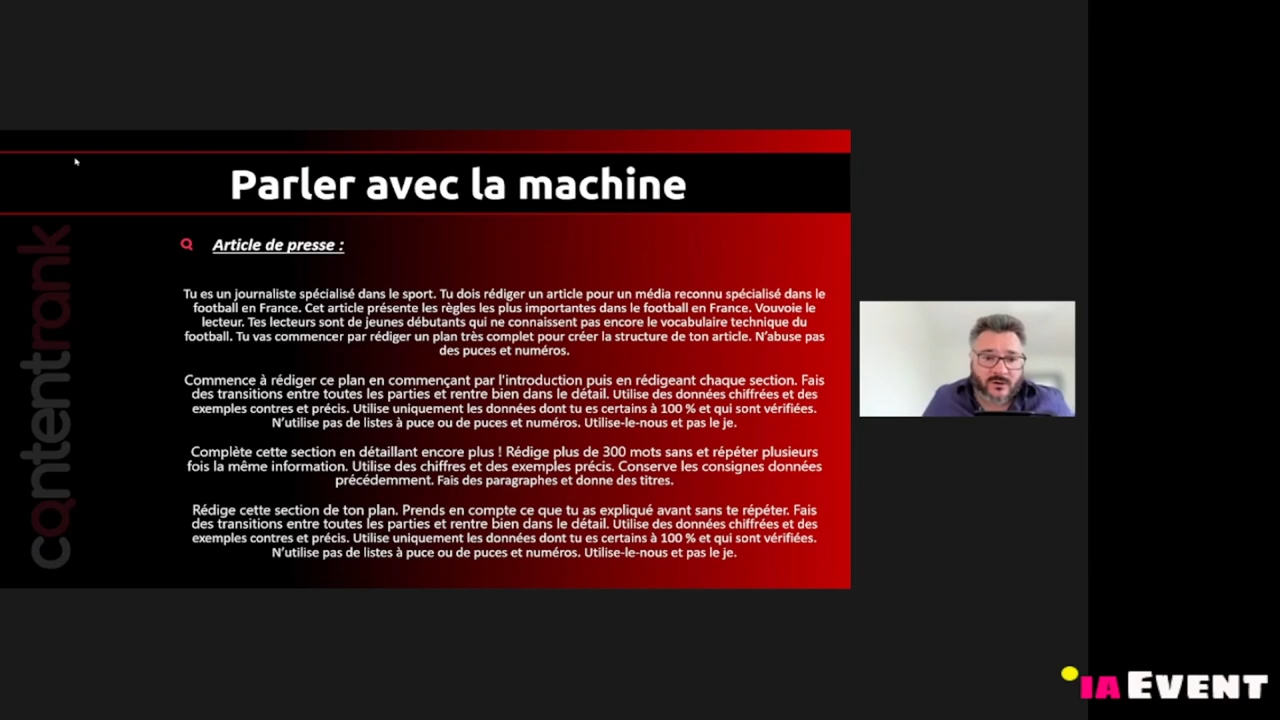 Parler avec la machine
Article de presse :
Tu es un journaliste spécialisé dans le sport. Tu dois rédiger un article pour un média reconnu spécialisé dans le
football en France. Cet article présente les règles les plus importantes dans le football en France. Vouvoie le
lecteur. Tes lecteurs sont de jeunes débutants qui ne connaissent pas encore le vocabulaire technique du
football. Tu vas commencer par rédiger un plan très complet pour créer la structure de ton article. N'abuse pas
des puces et numéros.
Commence à rédiger ce plan en commençant par l'introduction puis en rédigeant chaque section. Fais
des transitions entre toutes les parties et rentre bien dans le détail. Utilise des données chiffrées et des
exemples contres et précis. Utilise uniquement les données dont tu es certains à 100 % et qui sont vérifiées.
N'utilise pas de listes à puce ou de puces et numéros. Utilise-le-nous et pas le je.
Complète cette section en détaillant encore plus ! Rédige plus de 300 mots sans et répéter plusieurs
fois la même information. Utilise des chiffres et des exemples précis. Conserve les consignes données
précédemment. Fais des paragraphes et donne des titres.
Rédige cette section de ton plan. Prends en compte ce que tu as expliqué avant sans te répéter. Fais
des transitions entre toutes les parties et rentre bien dans le détail. Utilise des données chiffrées et des
exemples contres et précis. Utilise uniquement les données dont tu es certains à 100 % et qui sont vérifiées.
N'utilise pas de listes à puce ou de puces et numéros. Utilise-le-nous et pas le je.
contentrank
IA EVENT